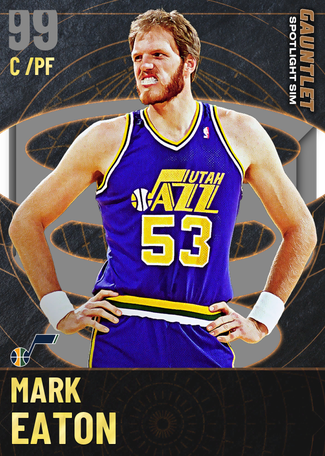 99
C /PF
GAUNTLET
SPOTLIGHT SIM
UTAH
JAZZ
53
MARK
EATON